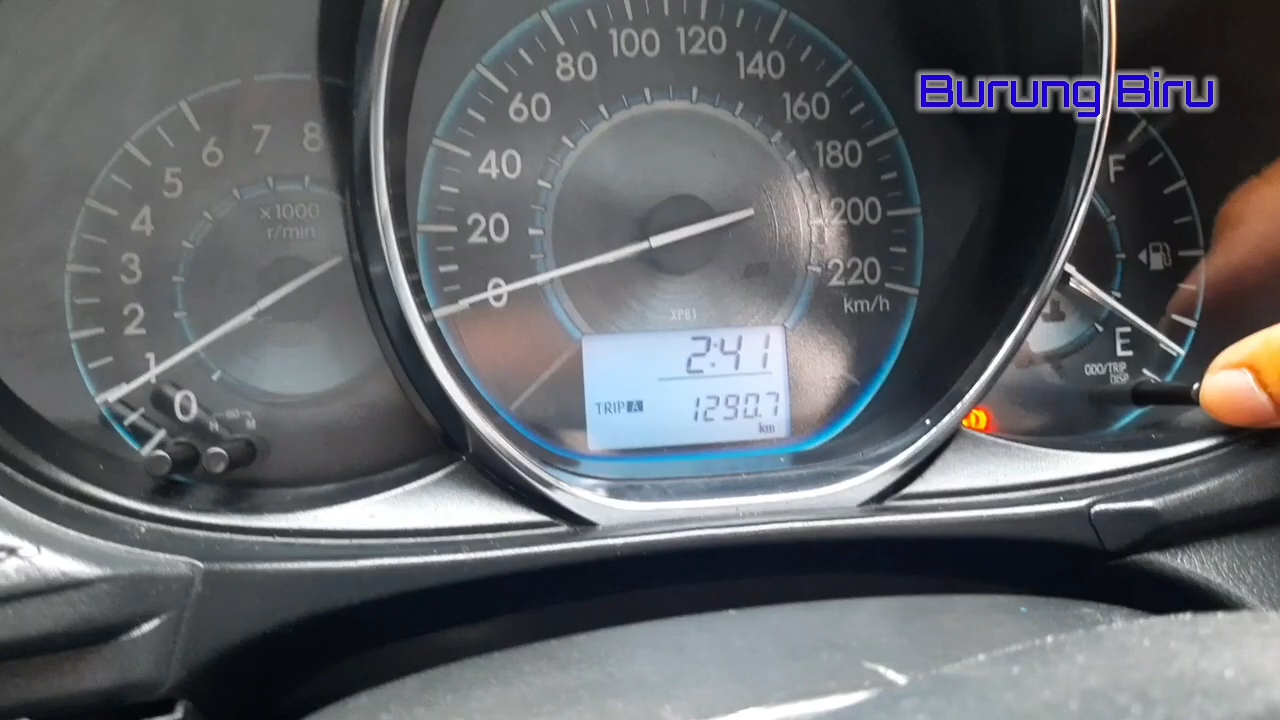 Burung Biru
0
1
2
3
4
5
6
7
8
x1000
r/min
0
20
40
60
80
100
120
140
160
180
200
220
km/h
XP81
2:41
TRIP A
1290.7
km
F
E
ODO/TRIP
DISP
H
M